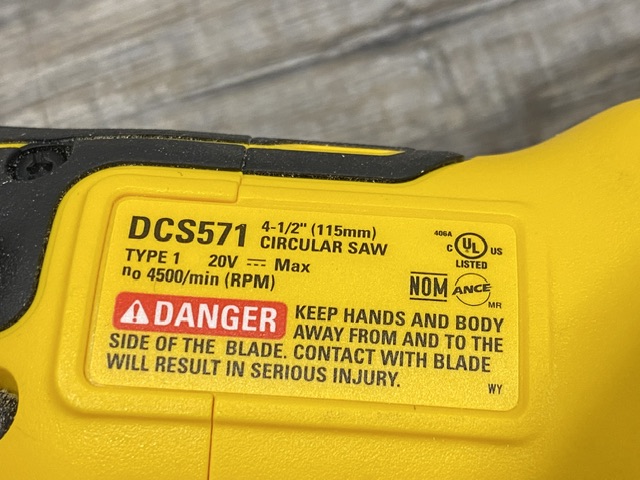 DCS571 4-1/2" (115mm)
CIRCULAR SAW
TYPE 1 20V ⎓ Max
no 4500/min (RPM)
406A
C UL US
LISTED
NOM ANCE
MR
⚠ DANGER KEEP HANDS AND BODY
AWAY FROM AND TO THE
SIDE OF THE BLADE. CONTACT WITH BLADE
WILL RESULT IN SERIOUS INJURY.
WY